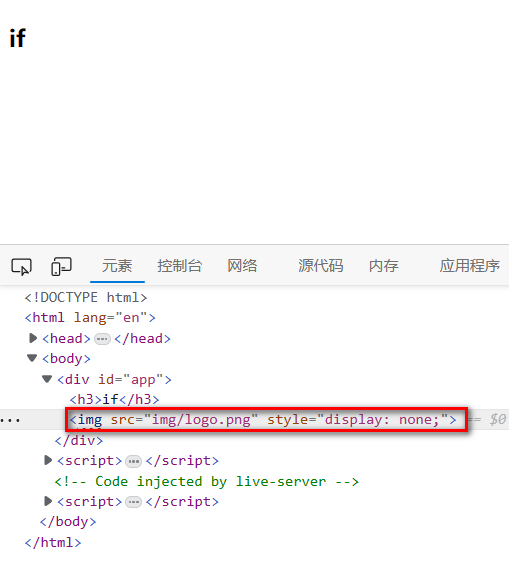 if
元素 控制台 网络 源代码 内存 应用程序
<!DOCTYPE html>
<html lang="en">
<head>…</head>
<body>
<div id="app">
<h3>if</h3>
… <img src="img/logo.png" style="display: none;"> == $0
</div>
<script>…</script>
<!-- Code injected by live-server -->
<script>…</script>
</body>
</html>